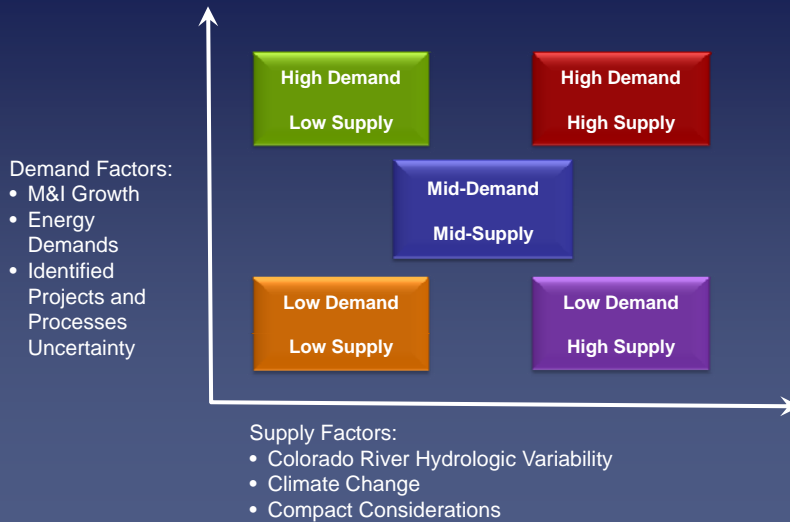 High Demand
Low Supply
High Demand
High Supply
Demand Factors:
• M&I Growth
• Energy
Demands
• Identified
Projects and
Processes
Uncertainty
Mid-Demand
Mid-Supply
Low Demand
Low Supply
Low Demand
High Supply
Supply Factors:
• Colorado River Hydrologic Variability
• Climate Change
• Compact Considerations